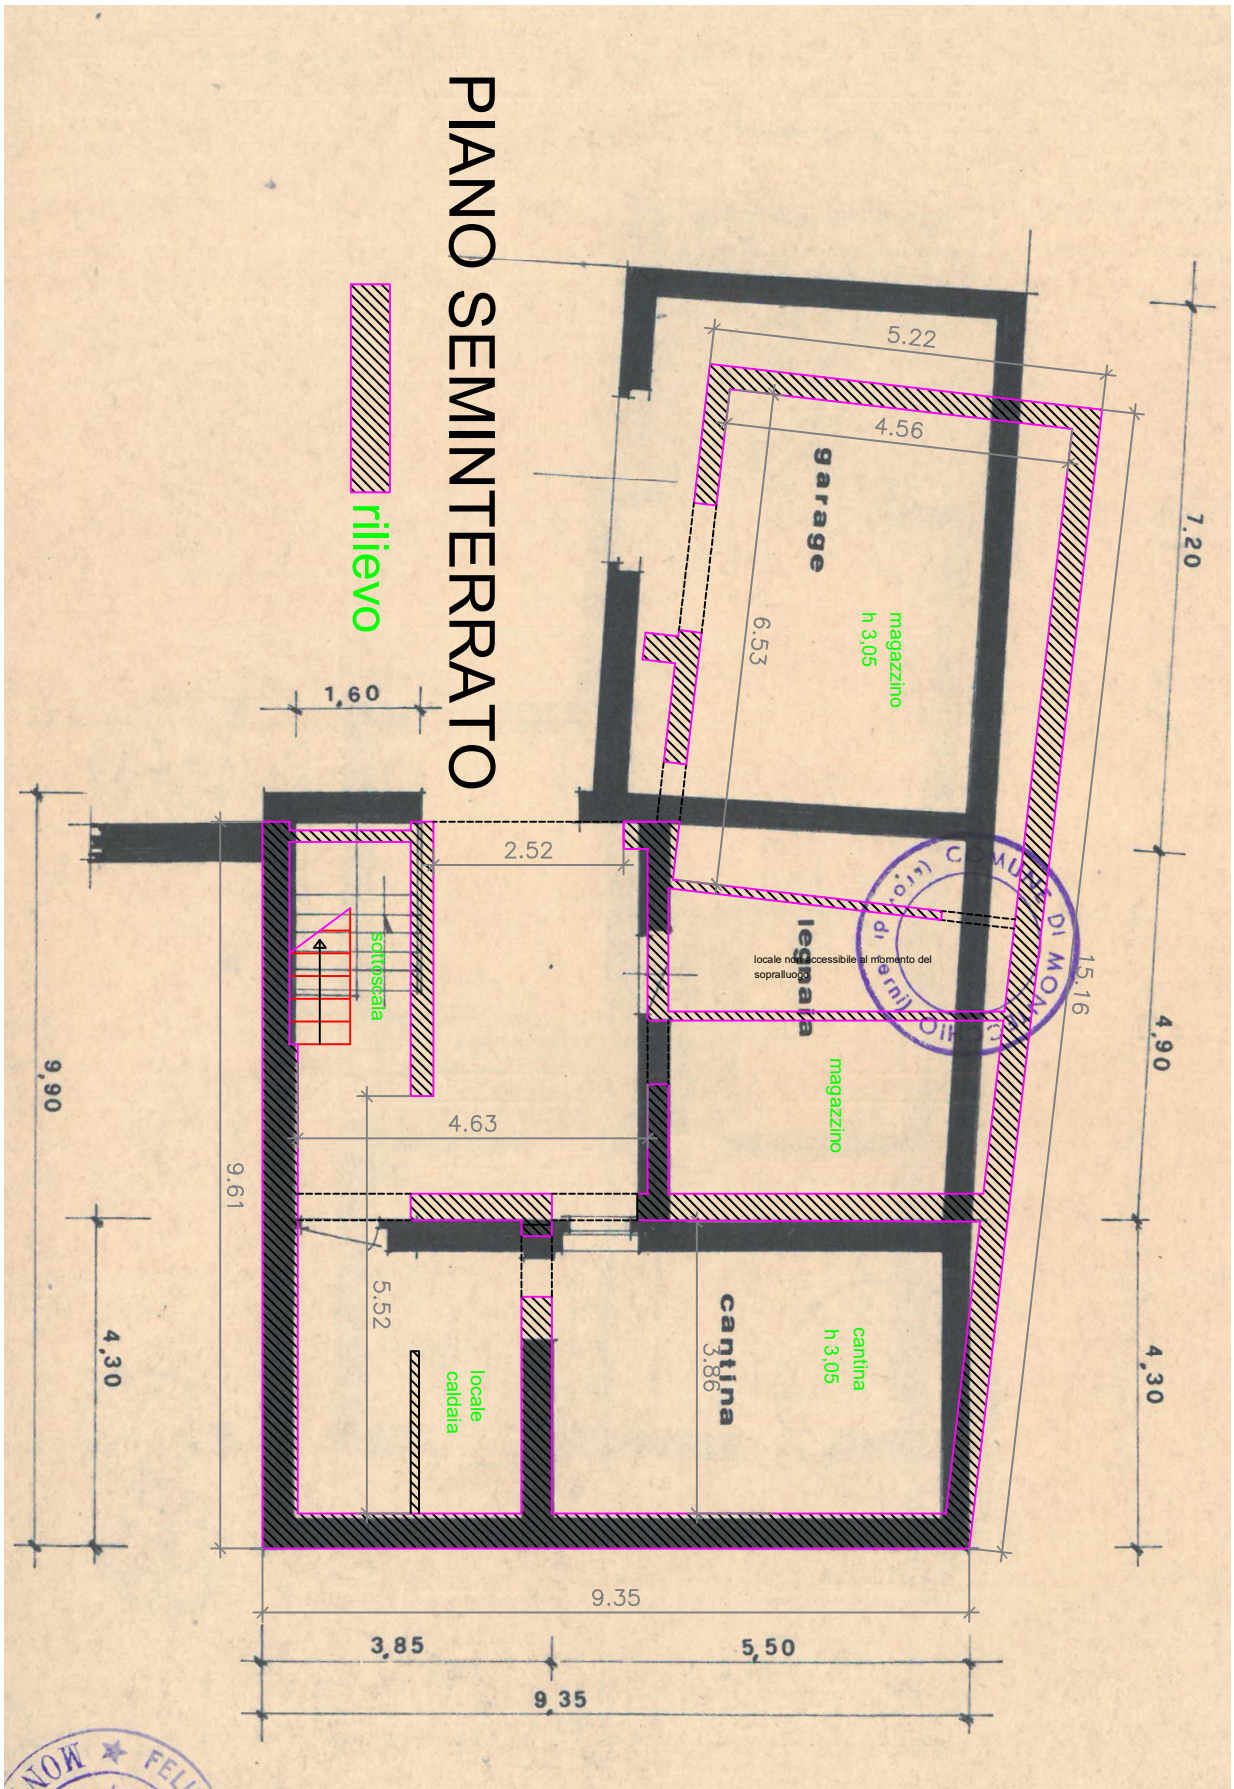 PIANO SEMINTERRATO
rilievo
5.22
4.56
garage
7.20
magazzino
h 3,05
6.53
1,60
2.52
COMUNE DI MON
legnaia
locale non accessibile al momento del
sopralluogo
sottoscala
15.16
4,90
magazzino
9,90
4.63
9.61
5.52
cantina
3.86
cantina
h 3,05
locale
caldaia
4,30
4,30
9.35
3,85
5,50
9,35
FELI
MON